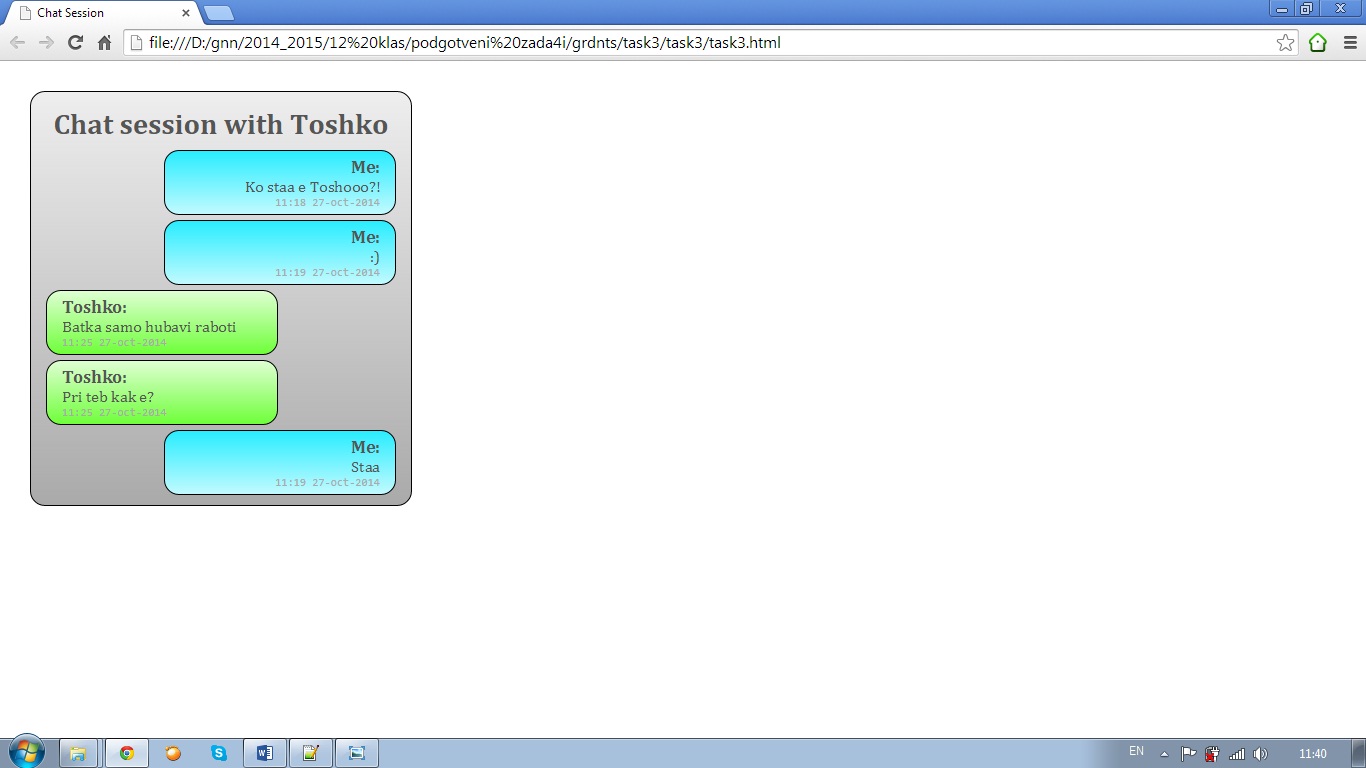 Chat Session
file:///D:/gnn/2014_2015/12%20klas/podgotveni%20zada4i/grdnts/task3/task3/task3.html
Chat session with Toshko
Me:
Ko staa e Toshooo?!
11:18 27-oct-2014
Me:
:)
11:19 27-oct-2014
Toshko:
Batka samo hubavi raboti
11:25 27-oct-2014
Toshko:
Pri teb kak e?
11:25 27-oct-2014
Me:
Staa
11:19 27-oct-2014
EN
11:40